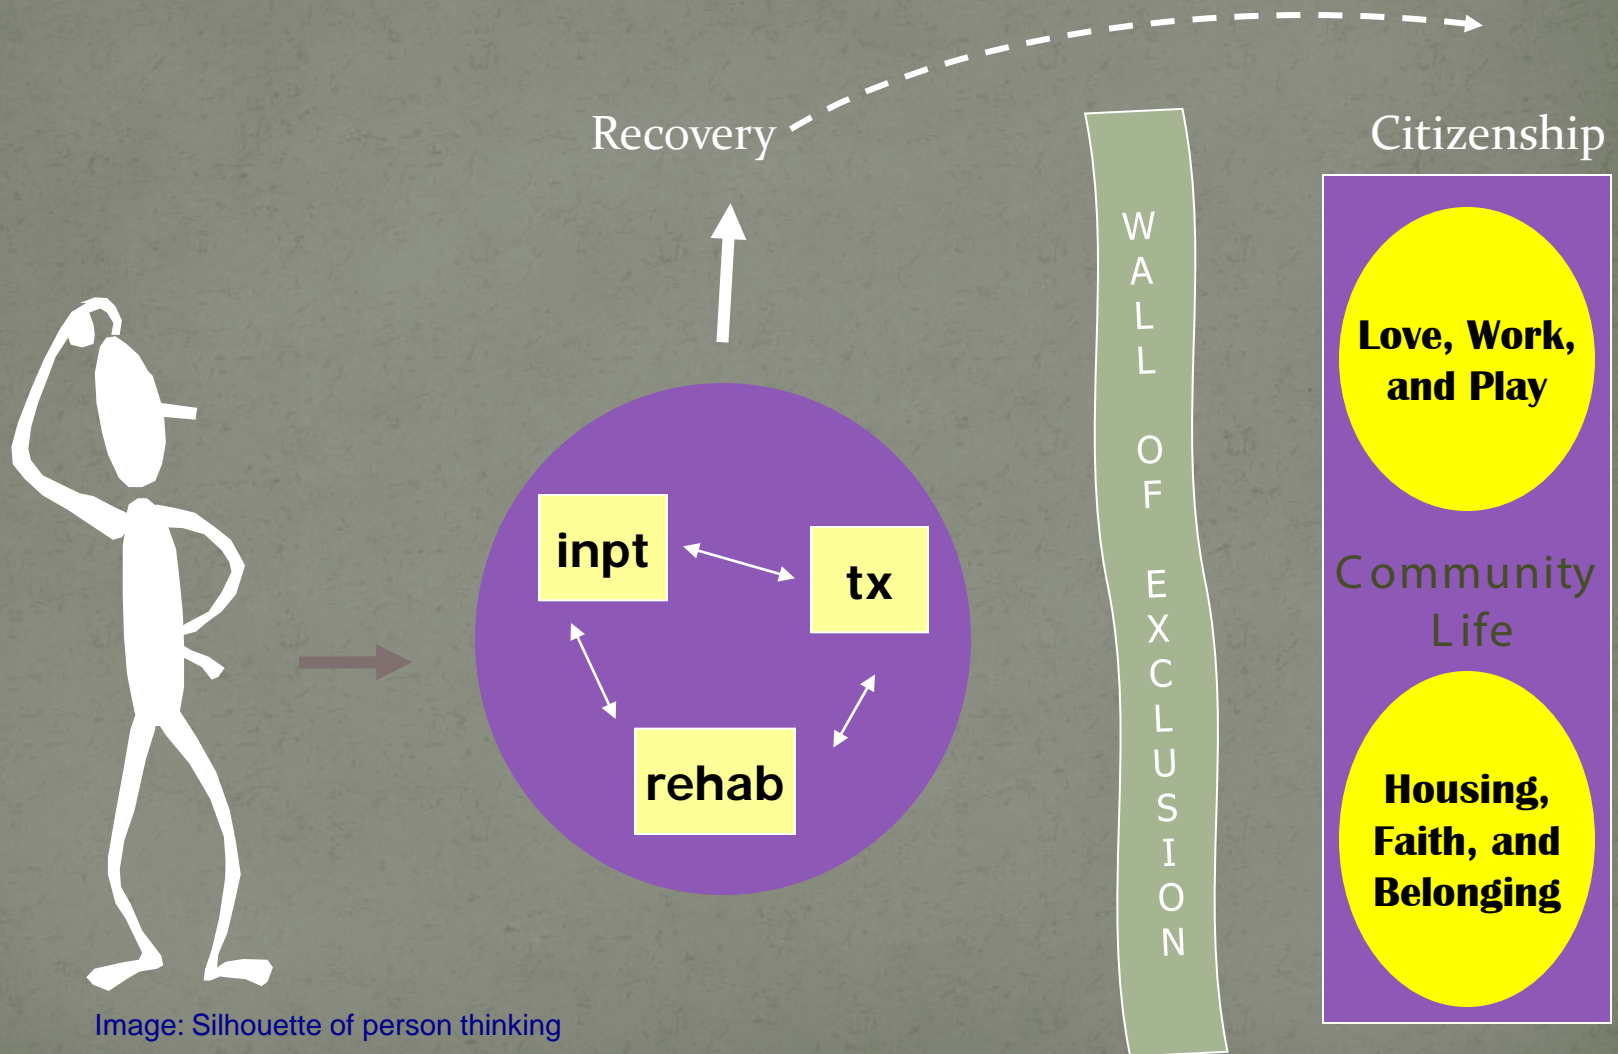 Recovery
Citizenship
WALL OF EXCLUSION
Love, Work,
and Play
inpt
tx
rehab
Community
Life
Housing,
Faith, and
Belonging
Image: Silhouette of person thinking